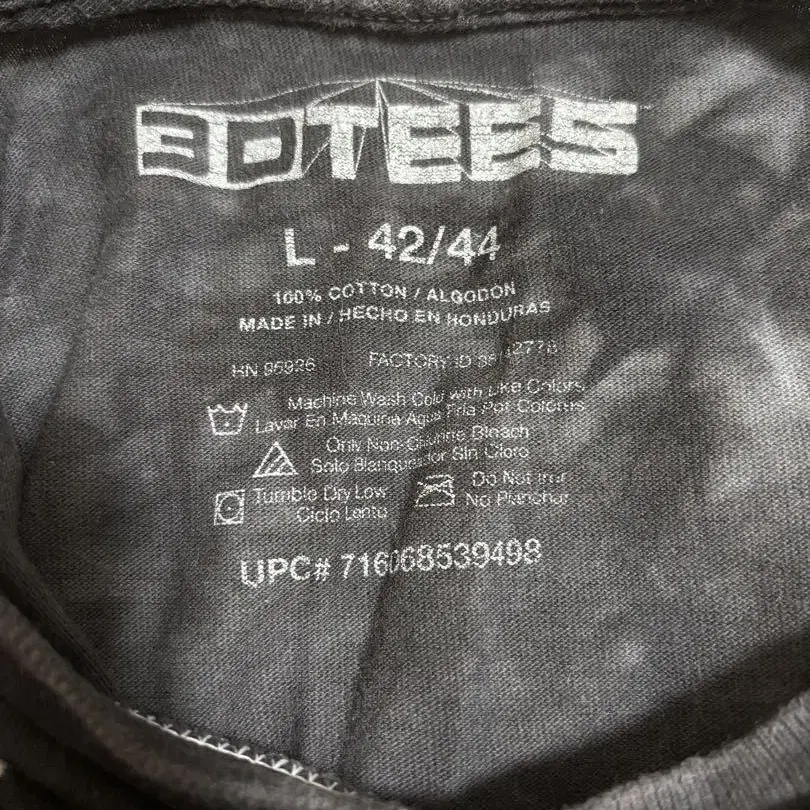 3DTEES
L - 42/44
100% COTTON / ALGODON
MADE IN / HECHO EN HONDURAS
HN 95926 FACTORY ID
Machine Wash Cold with Like Colors
Lavar En Maquina Agua Fria Por Colores
Only Non-Chlorine Bleach
Solo Blanqueador Sin Cloro
Tumble Dry Low
Ciclo Lento
Do Not Iron
No Planchar
UPC# 716068539498